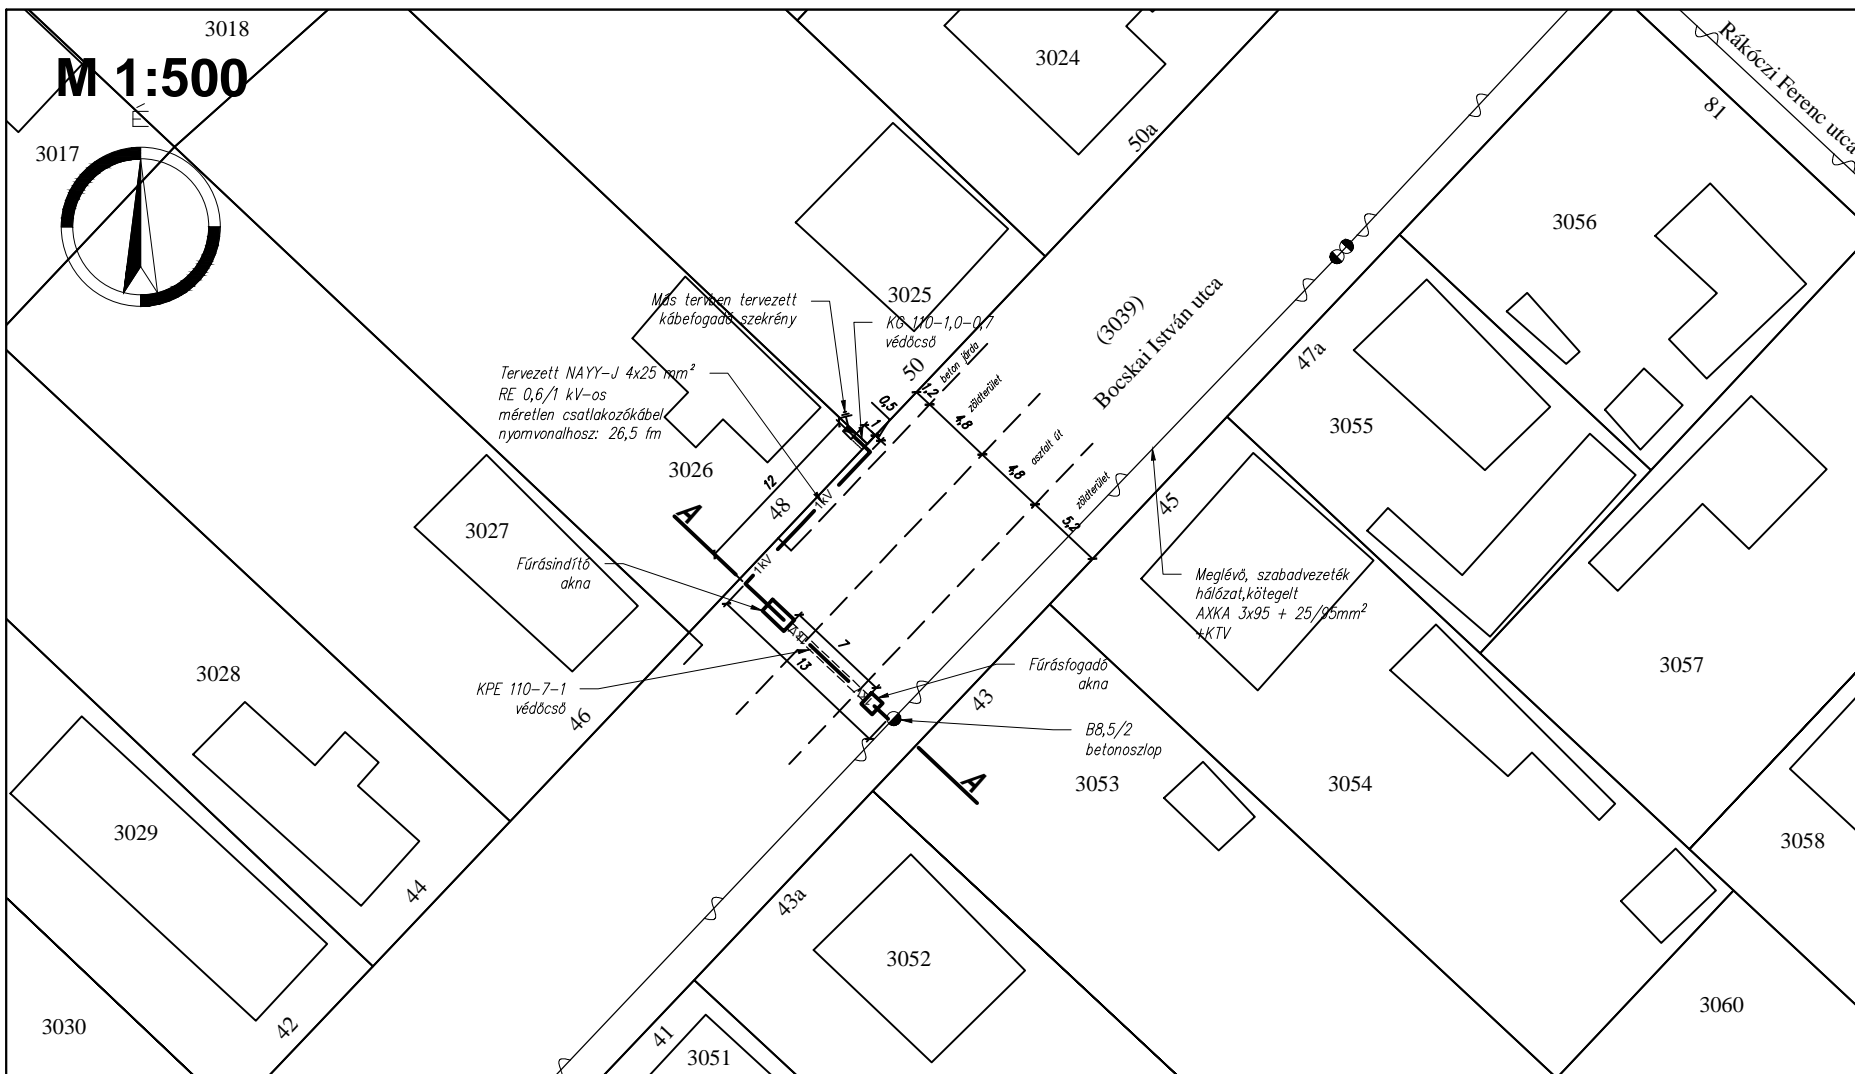 3018
M 1:500
É
3017
3024
50a
Rákóczi Ferenc utca
81
3056
3025
Más tervben tervezett
kábefogadó szekrény
KG 110-1,0-0,7
védőcső
(3039)
Bocskai István utca
47a
50
1,2
beton járda
zöldterület
4,8
0,5
1
1
Tervezett NAYY-J 4x25 mm²
RE 0,6/1 kV-os
méretlen csatlakozókábel
nyomvonalhosz: 26,5 fm
4,8
aszfalt út
zöldterület
5,2
3055
3026
12
48
1kV
45
A
3027
1kV
Fúrásindító
akna
Meglévő, szabadvezeték
hálózat,kötegelt
AXKA 3x95 + 25/95mm²
+KTV
7
13
3028
Fúrásfogadó
akna
3057
KPE 110-7-1
védőcső
46
43
B8,5/2
betonoszlop
A
3053
3054
3029
3058
44
43a
3052
3060
3030
42
41
3051